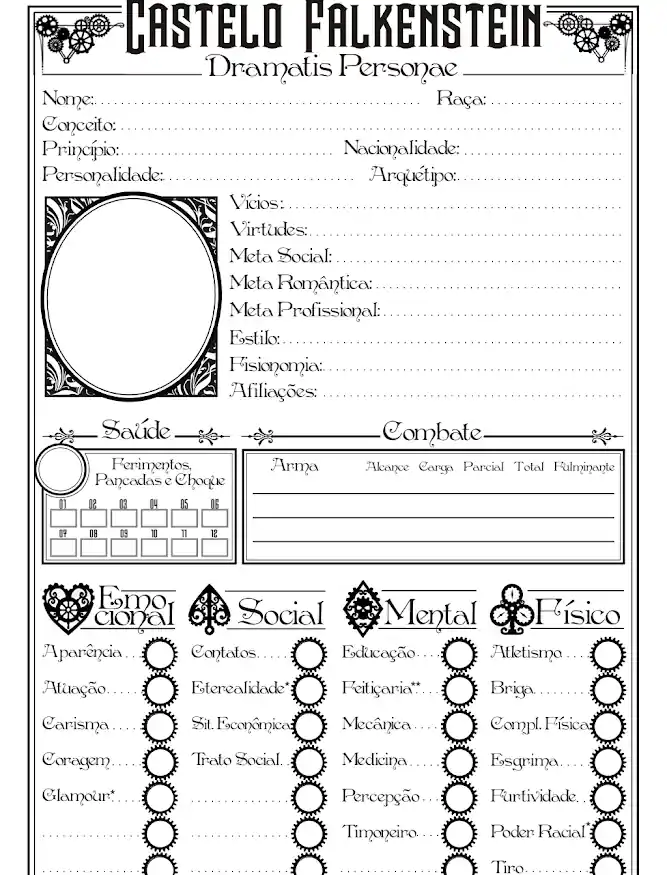 CASTELO FALKENSTEIN
Dramatis Personae
Nome: Raça:
Conceito:
Princípio: Nacionalidade:
Personalidade: Arquétipo:
Vícios:
Virtudes:
Meta Social:
Meta Romântica:
Meta Profissional:
Estilo:
Fisionomia:
Afiliações:
Saúde
Ferimentos,
Pancadas e Choque
01 02 03 04 05 06
07 08 09 10 11 12
Combate
Arma Alcance Carga Parcial Total Fulminante
Emo
cional
Aparência
Atuação
Carisma
Coragem
Glamour*
Social
Contatos
Eterealidade*
Sit. Econômica
Trato Social
Mental
Educação
Feitiçaria**
Mecânica
Medicina
Percepção
Timoneiro
Físico
Atletismo
Briga
Compl. Física
Esgrima
Furtividade
Poder Racial*
Tiro